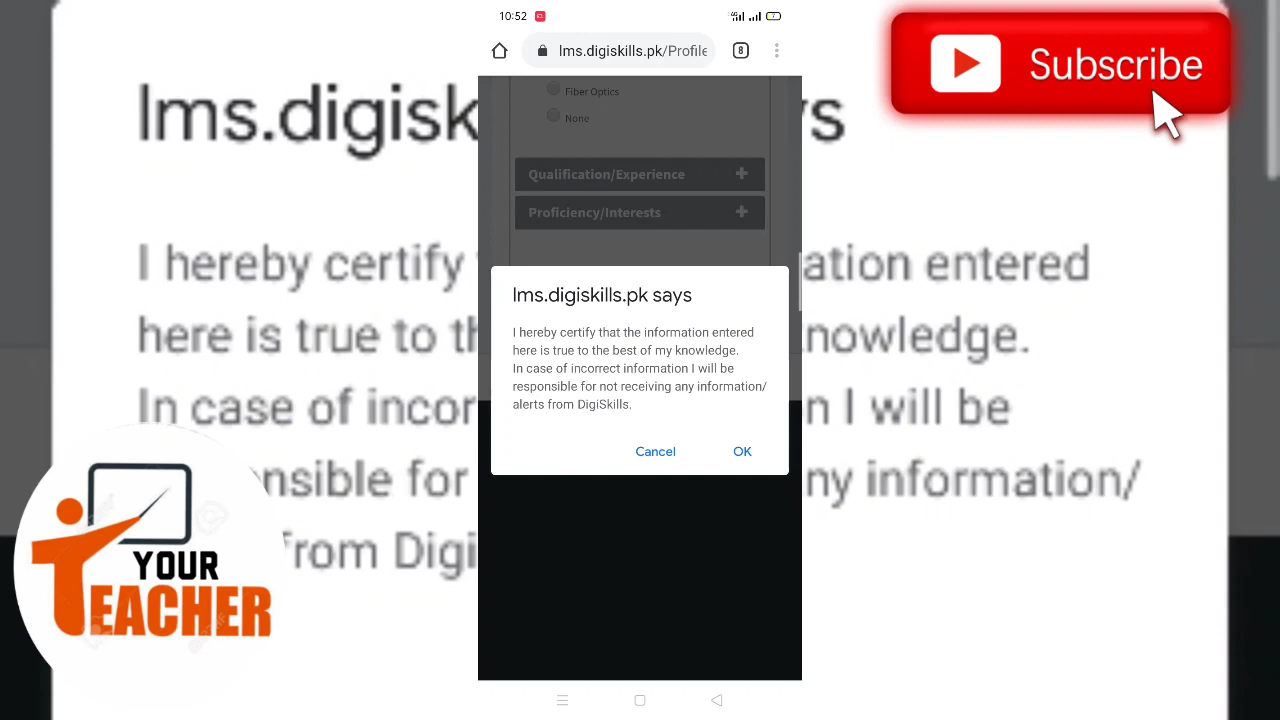 10:52
lms.digiskills.pk/Profile
8
Fiber Optics
None
Qualification/Experience
Proficiency/Interests
lms.digiskills.pk says
I hereby certify that the information entered
here is true to the best of my knowledge.
In case of incorrect information I will be
responsible for not receiving any information/
alerts from DigiSkills.
Cancel
OK
Subscribe
lms.digisk
I hereby certify
ation entered
here is true to th
nowledge.
In case of incor
n I will be
nsible for
ny information/
from Digi
YOUR
TEACHER